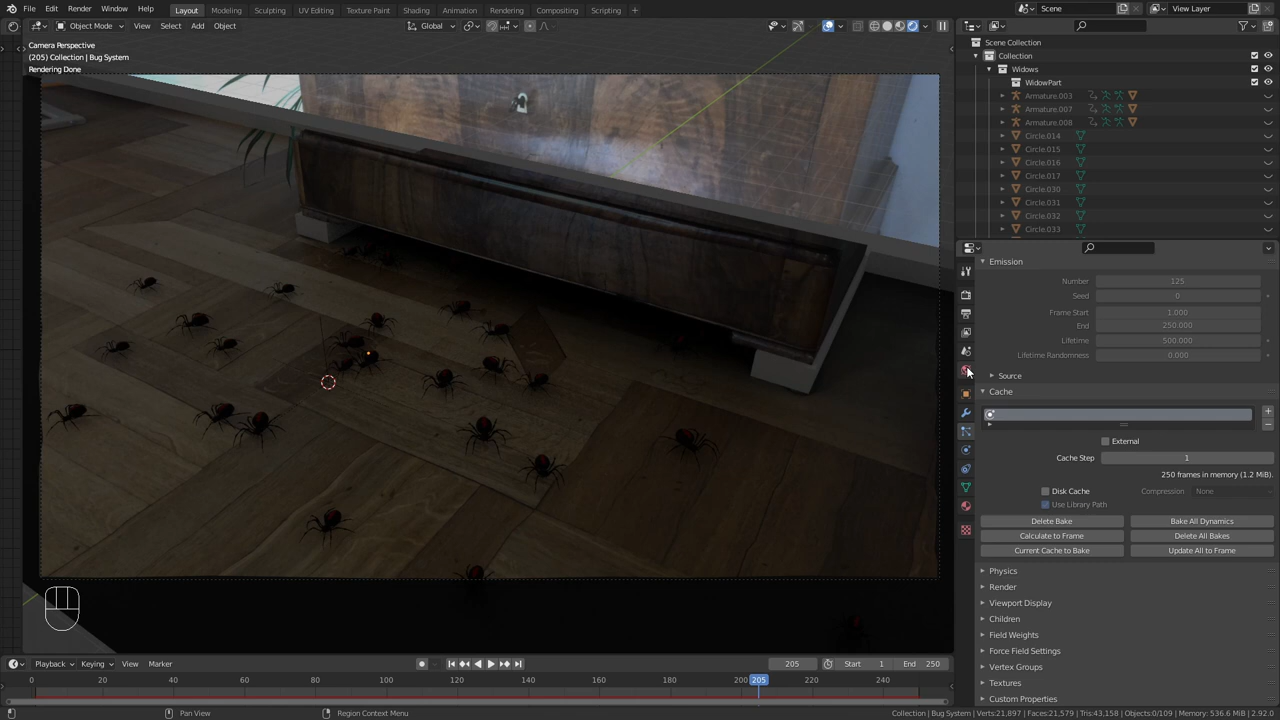 File Edit Render Window Help Layout Modeling Sculpting UV Editing Texture Paint Shading Animation Rendering Compositing Scripting + Scene View Layer
Object Mode View Select Add Object Global
Camera Perspective
(205) Collection | Bug System
Rendering Done
Scene Collection
Collection
Widows
WidowPart
Armature.003
Armature.007
Armature.008
Circle.014
Circle.015
Circle.016
Circle.017
Circle.030
Circle.031
Circle.032
Circle.033
Emission
Number 125
Seed 0
Frame Start 1.000
End 250.000
Lifetime 500.000
Lifetime Randomness 0.000
Source
Cache
External
Cache Step 1
250 frames in memory (1.2 MiB).
Disk Cache Compression None
Use Library Path
Delete Bake Bake All Dynamics
Calculate to Frame Delete All Bakes
Current Cache to Bake Update All to Frame
Physics
Render
Viewport Display
Children
Field Weights
Force Field Settings
Vertex Groups
Textures
Custom Properties
Playback Keying View Marker 205 Start 1 End 250
0 20 40 60 80 100 120 140 160 180 200 205 220 240
Pan View Region Context Menu Collection | Bug System | Verts:21,897 | Faces:21,579 | Tris:43,158 | Objects:0/109 | Memory: 536.6 MiB | 2.92.0